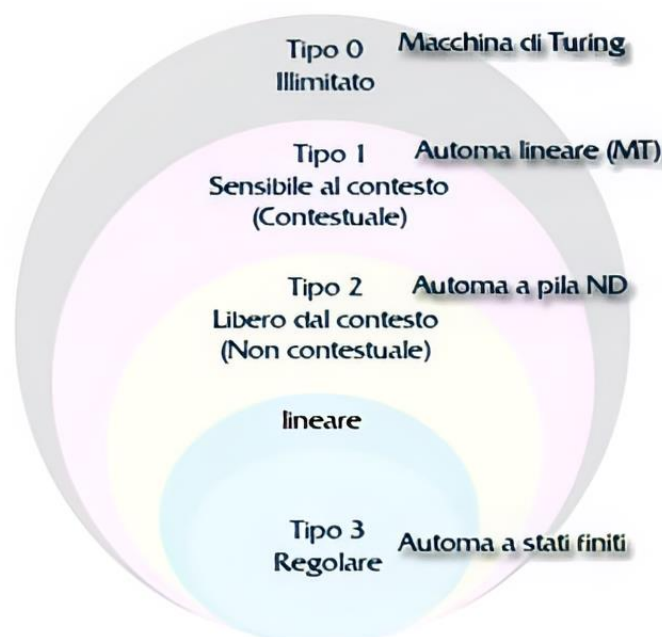 Tipo 0
Macchina di Turing
Illimitato
Tipo 1
Automa lineare (MT)
Sensibile al contesto
(Contestuale)
Tipo 2
Automa a pila ND
Libero dal contesto
(Non contestuale)
lineare
Tipo 3
Automa a stati finiti
Regolare